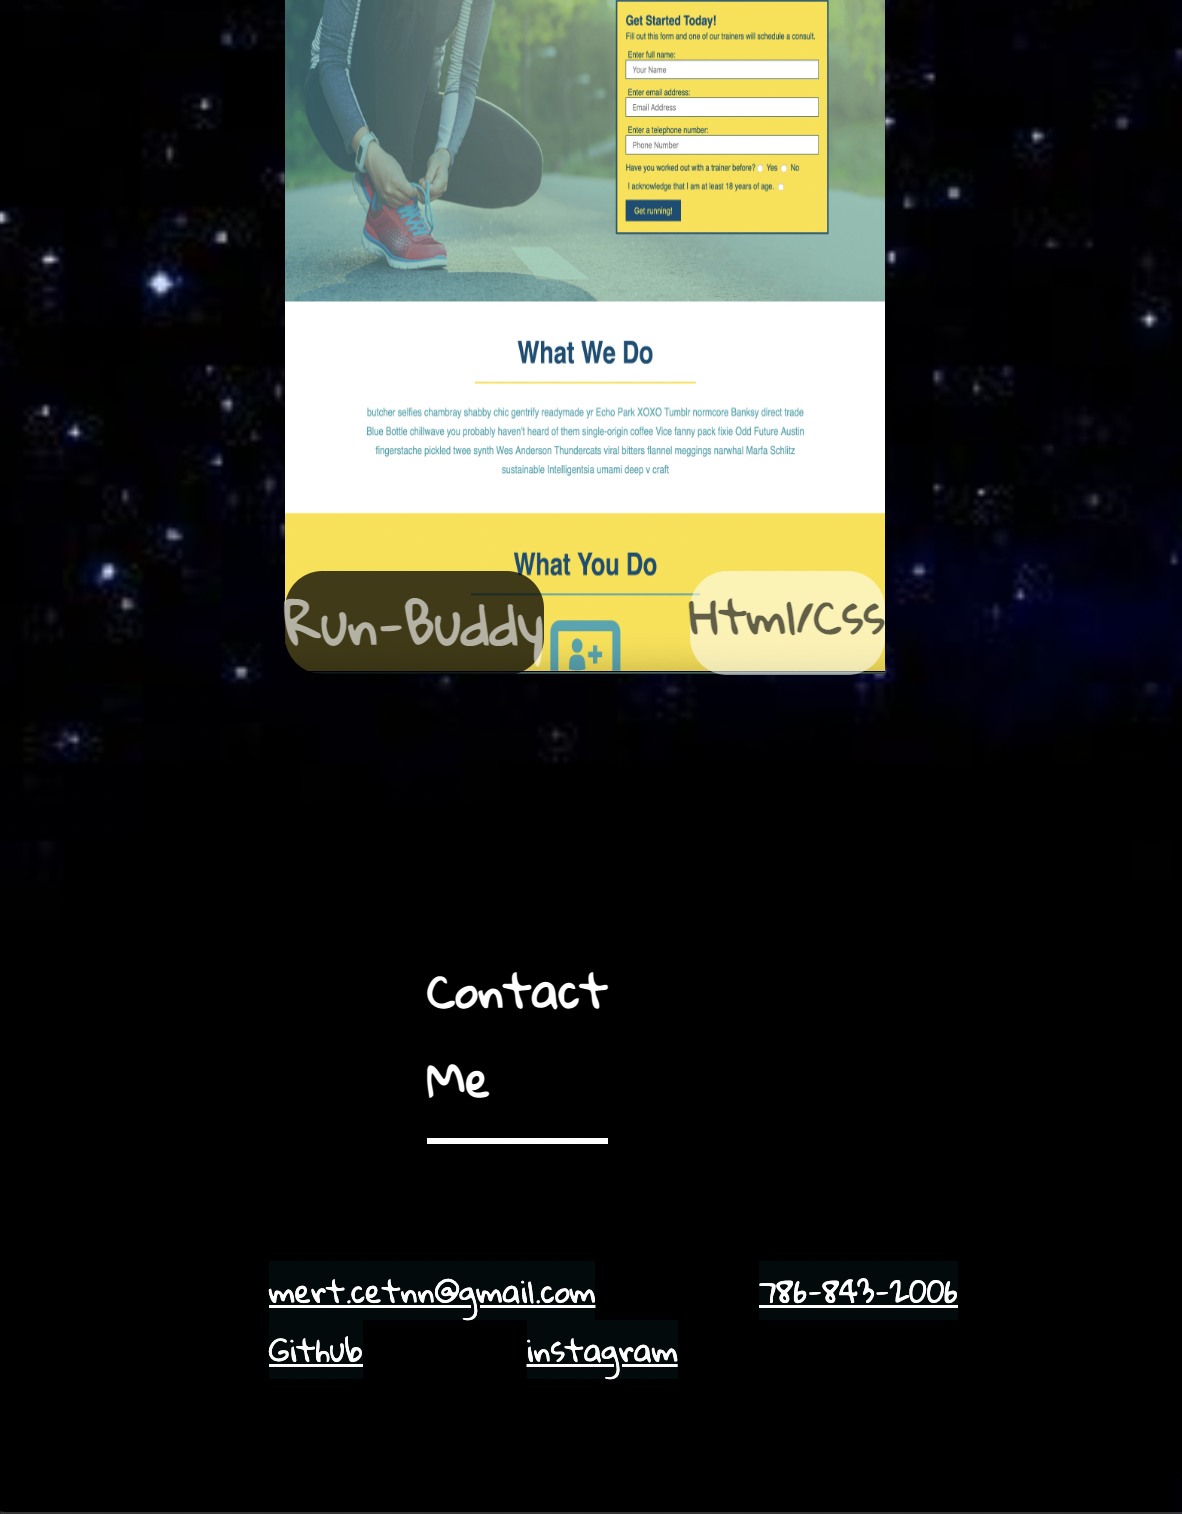 Get Started Today!
Fill out this form and one of our trainers will schedule a consult.
Enter full name:
Your Name
Enter email address:
Email Address
Enter a telephone number:
Phone Number
Have you worked out with a trainer before? Yes No
I acknowledge that I am at least 18 years of age.
Get running!
What We Do
butcher selfies chambray shabby chic gentrify readymade yr Echo Park XOXO Tumblr normcore Banksy direct trade
Blue Bottle chillwave you probably haven't heard of them single-origin coffee Vice fanny pack fixie Odd Future Austin
fingerstache pickled twee synth Wes Anderson Thundercats viral bitters flannel meggings narwhal Marfa Schlitz
sustainable Intelligentsia umami deep v craft
What You Do
Run-Buddy Html/Css
Contact
Me
mert.cetnn@gmail.com 786-843-2006
Github instagram